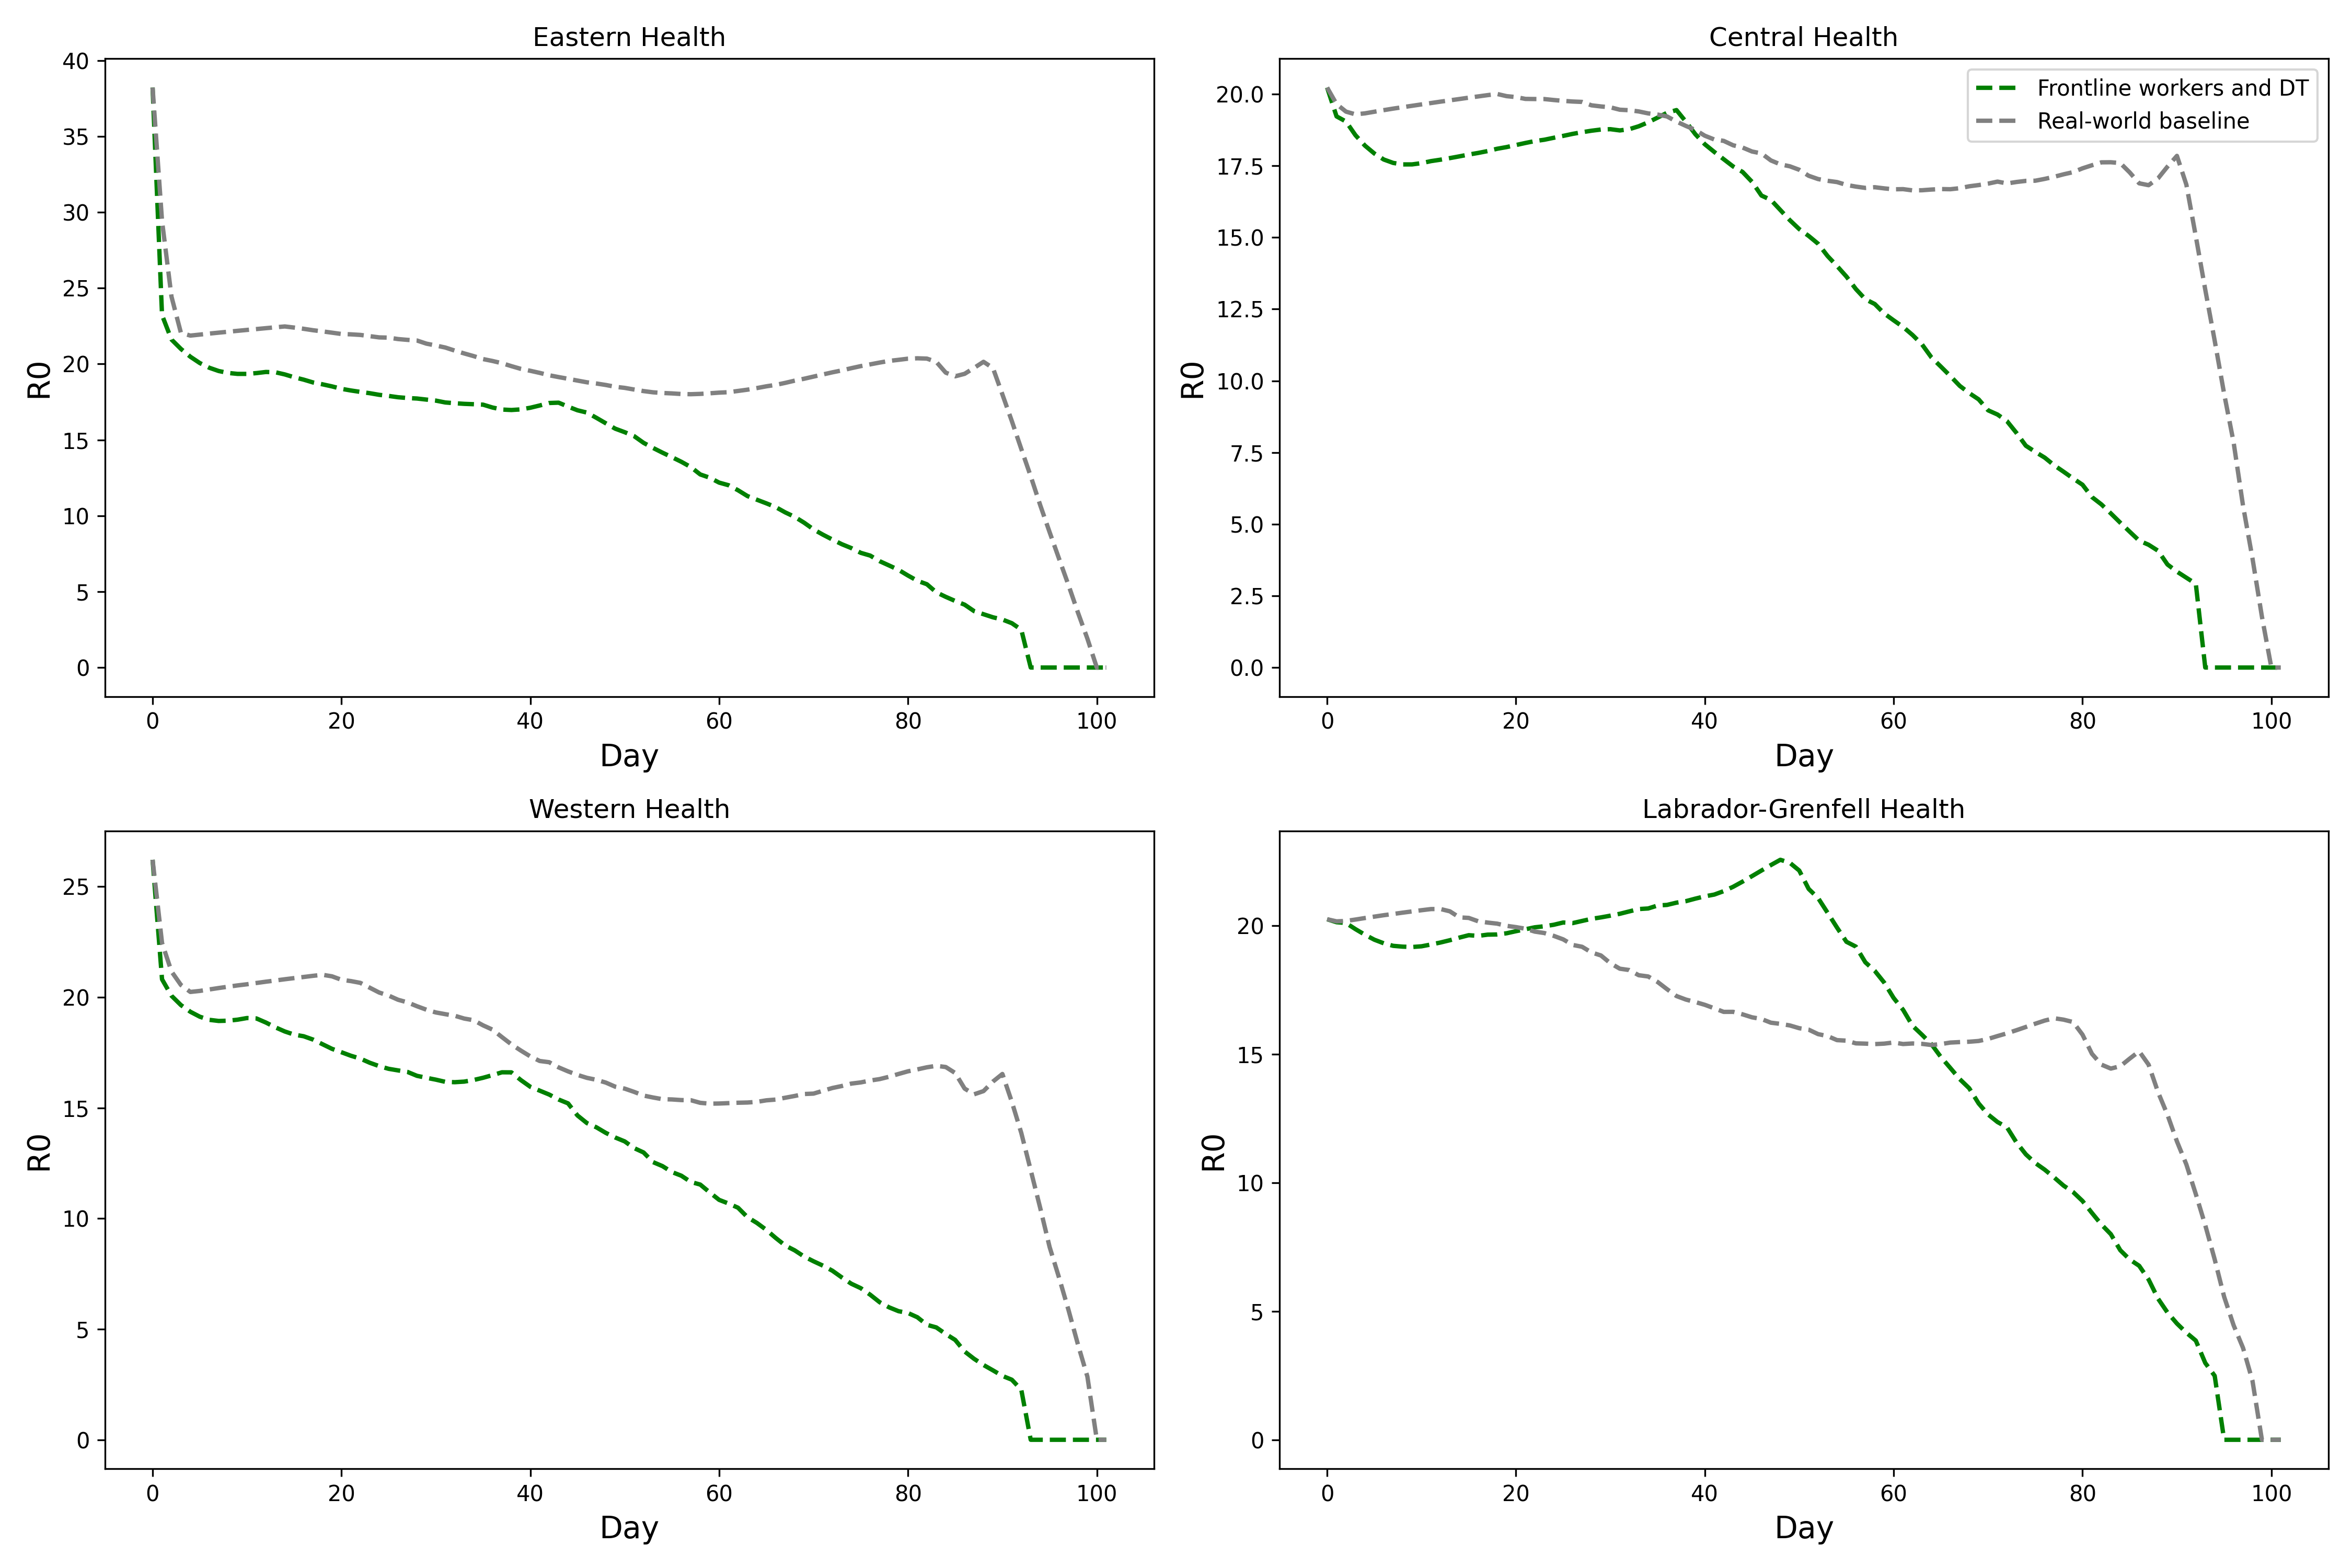 Eastern Health
40
35
30
25
20
15
10
5
0
R0
0 20 40 60 80 100
Day
Central Health
Frontline workers and DT
Real-world baseline
20.0
17.5
15.0
12.5
10.0
7.5
5.0
2.5
0.0
R0
0 20 40 60 80 100
Day
Western Health
25
20
15
10
5
0
R0
0 20 40 60 80 100
Day
Labrador-Grenfell Health
20
15
10
5
0
R0
0 20 40 60 80 100
Day